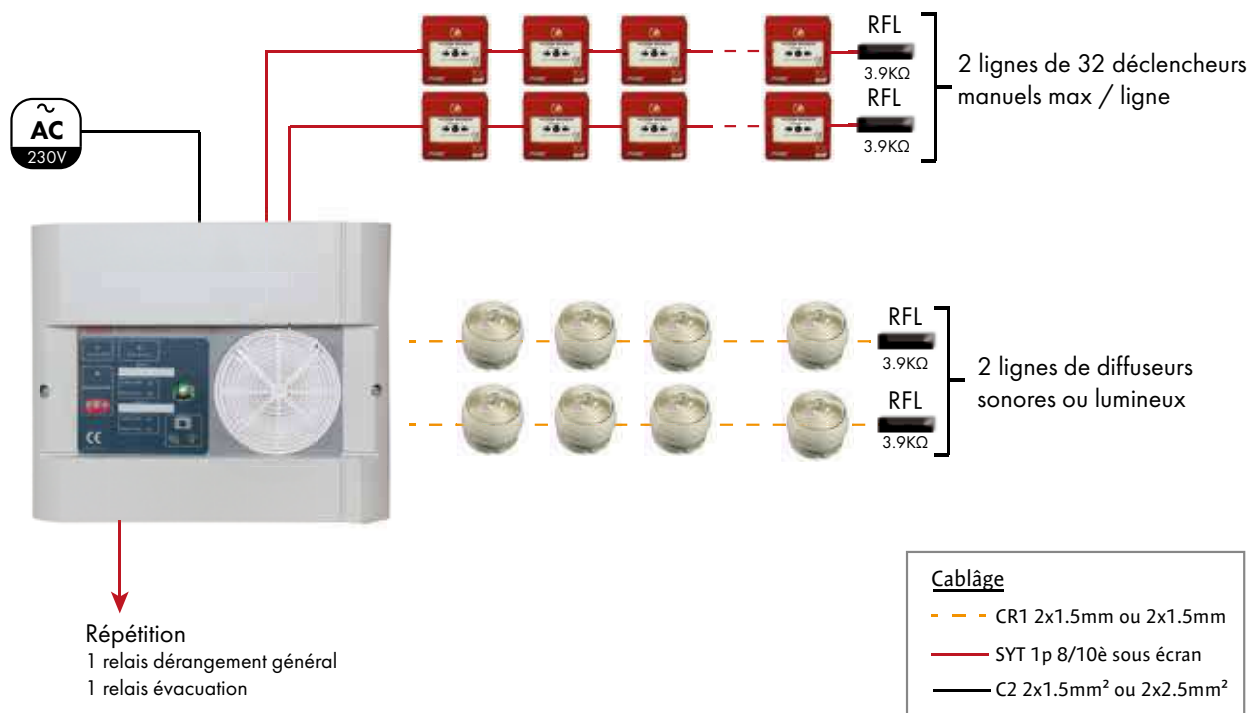 RFL
3.9KΩ
RFL
3.9KΩ
2 lignes de 32 déclencheurs
manuels max / ligne
AC
230V
RFL
3.9KΩ
RFL
3.9KΩ
2 lignes de diffuseurs
sonores ou lumineux
CE
Répétition
1 relais dérangement général
1 relais évacuation
Cablâge
CR1 2x1.5mm ou 2x1.5mm
SYT 1p 8/10è sous écran
C2 2x1.5mm² ou 2x2.5mm²